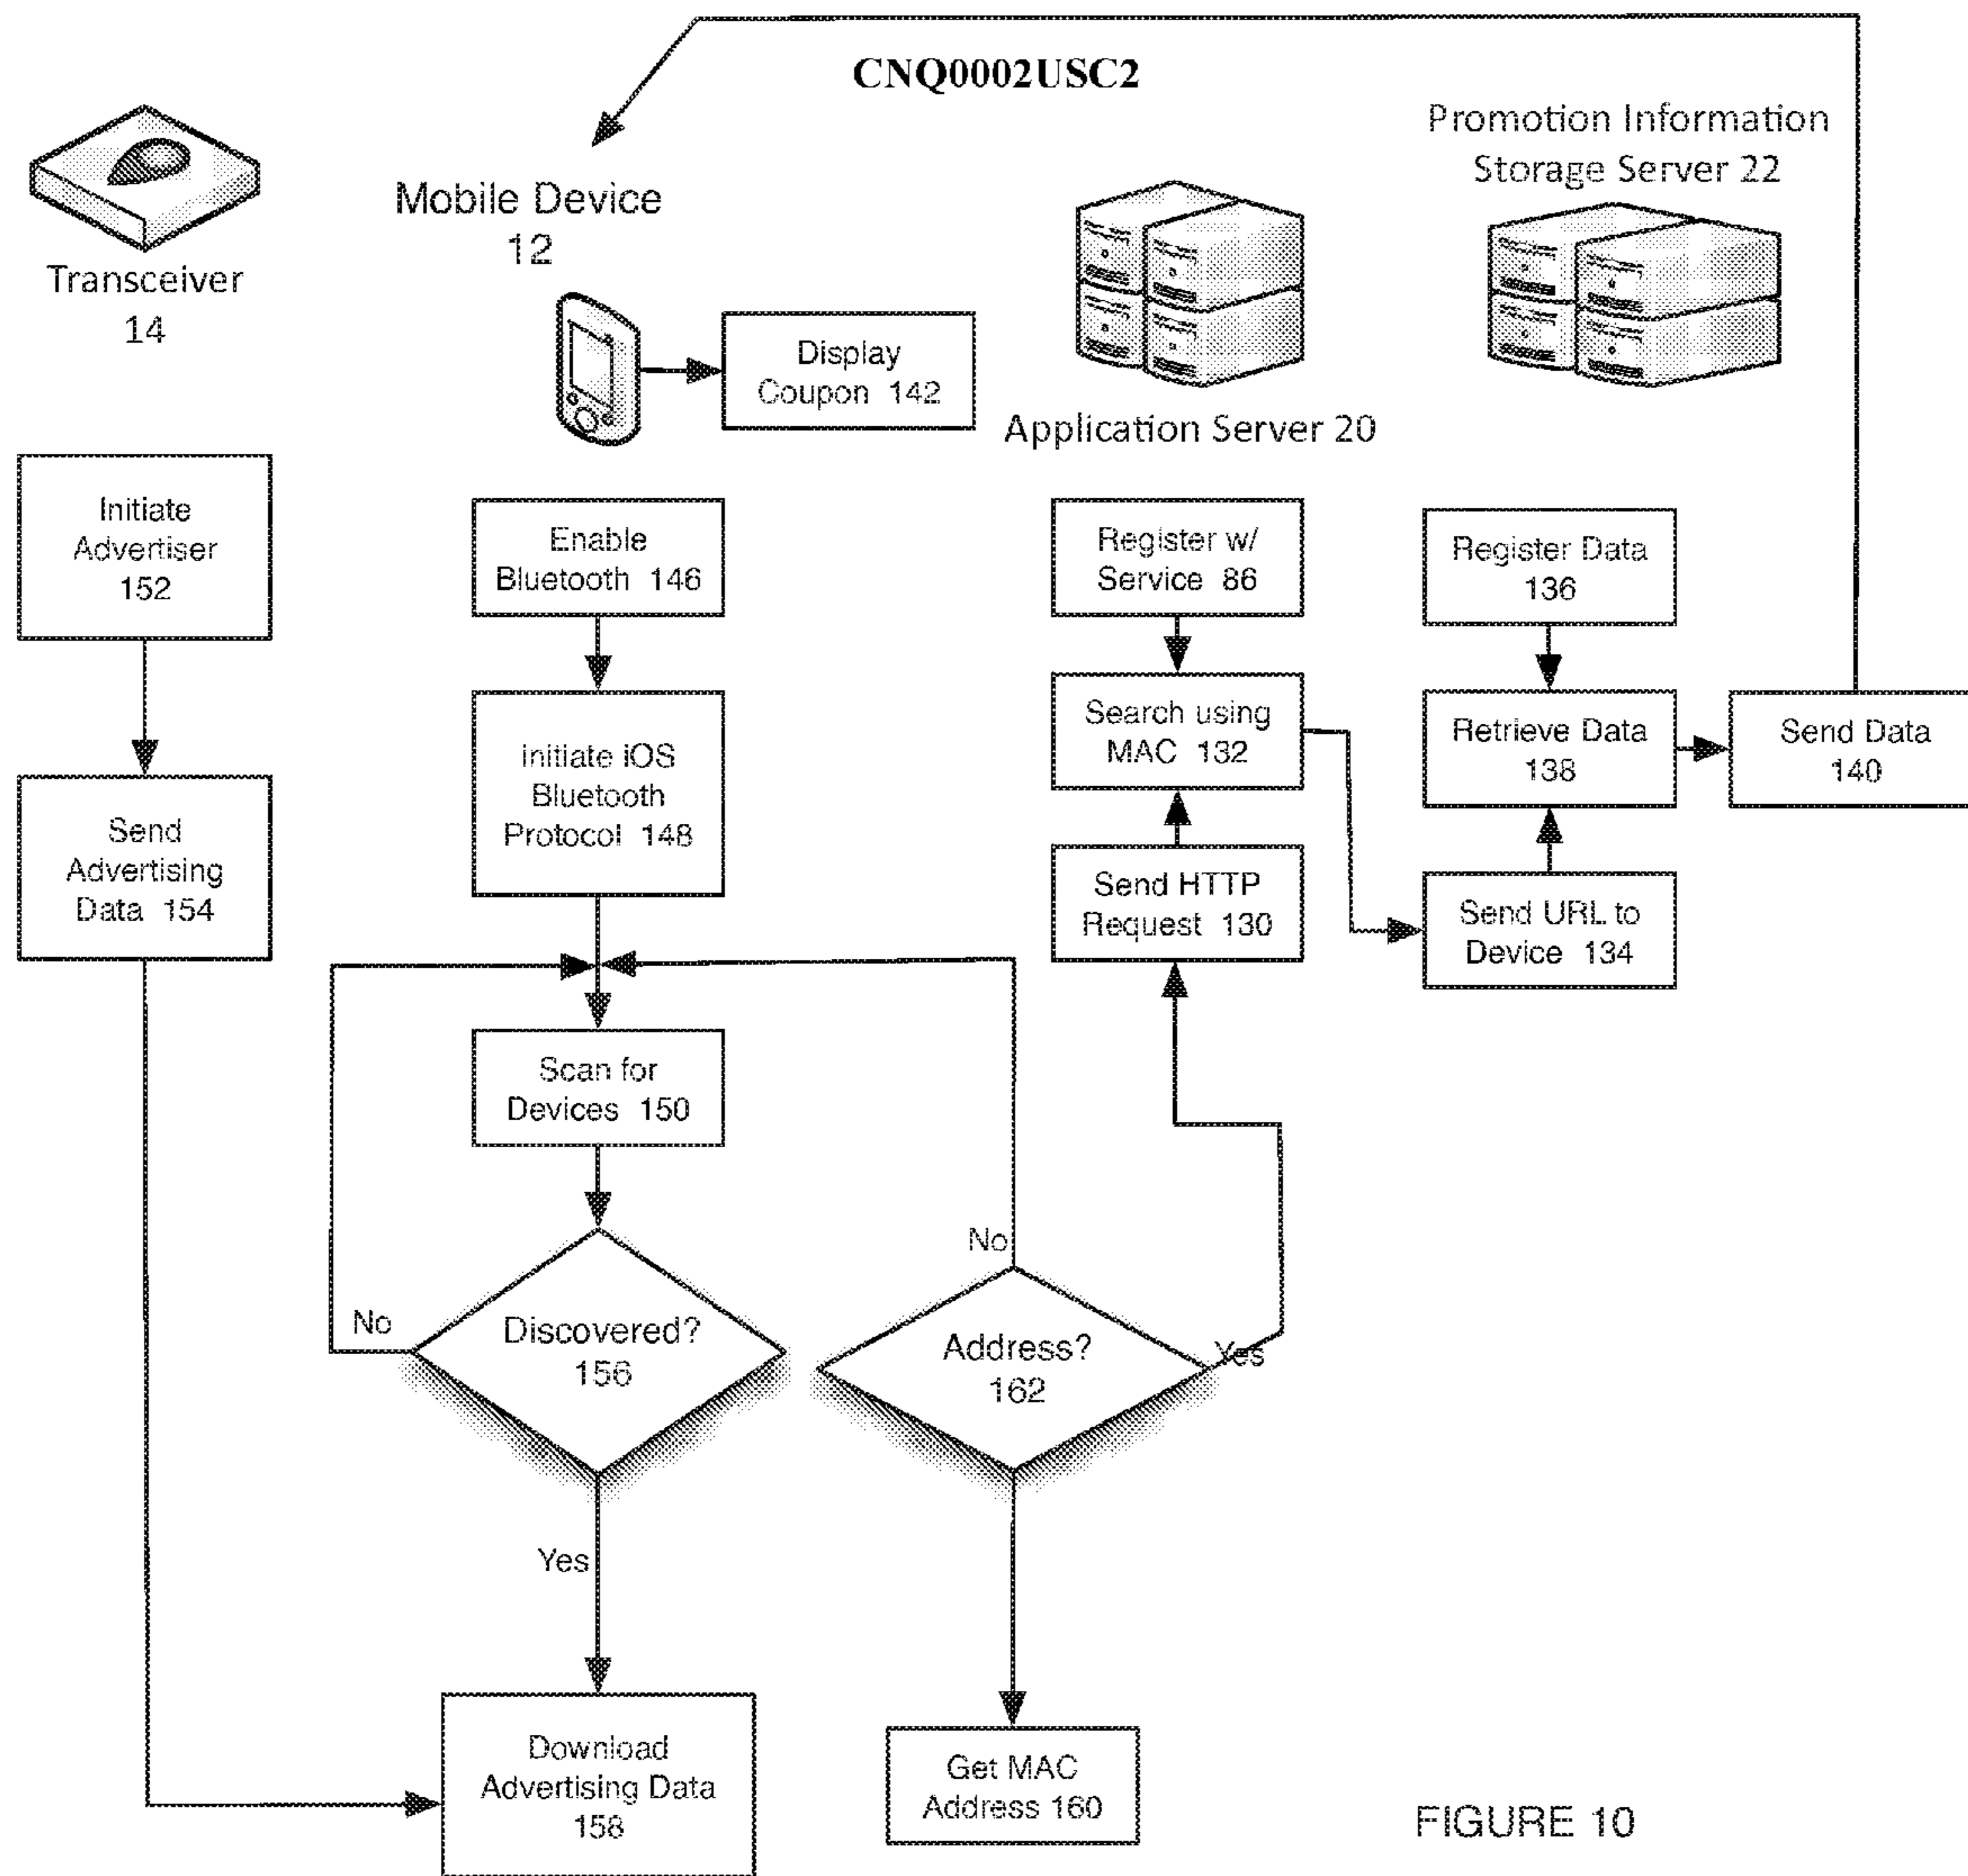 CNQ0002USC2
Transceiver
14
Mobile Device
12
Display
Coupon 142
Application Server 20
Promotion Information
Storage Server 22
Initiate
Advertiser
152
Send
Advertising
Data 154
Enable
Bluetooth 146
Initiate iOS
Bluetooth
Protocol 148
Scan for
Devices 150
Discovered?
156
No
Yes
Download
Advertising Data
158
Address?
162
No
Yes
Get MAC
Address 160
Register w/
Service 86
Search using
MAC 132
Send HTTP
Request 130
Register Data
136
Retrieve Data
138
Send URL to
Device 134
Send Data
140
FIGURE 10